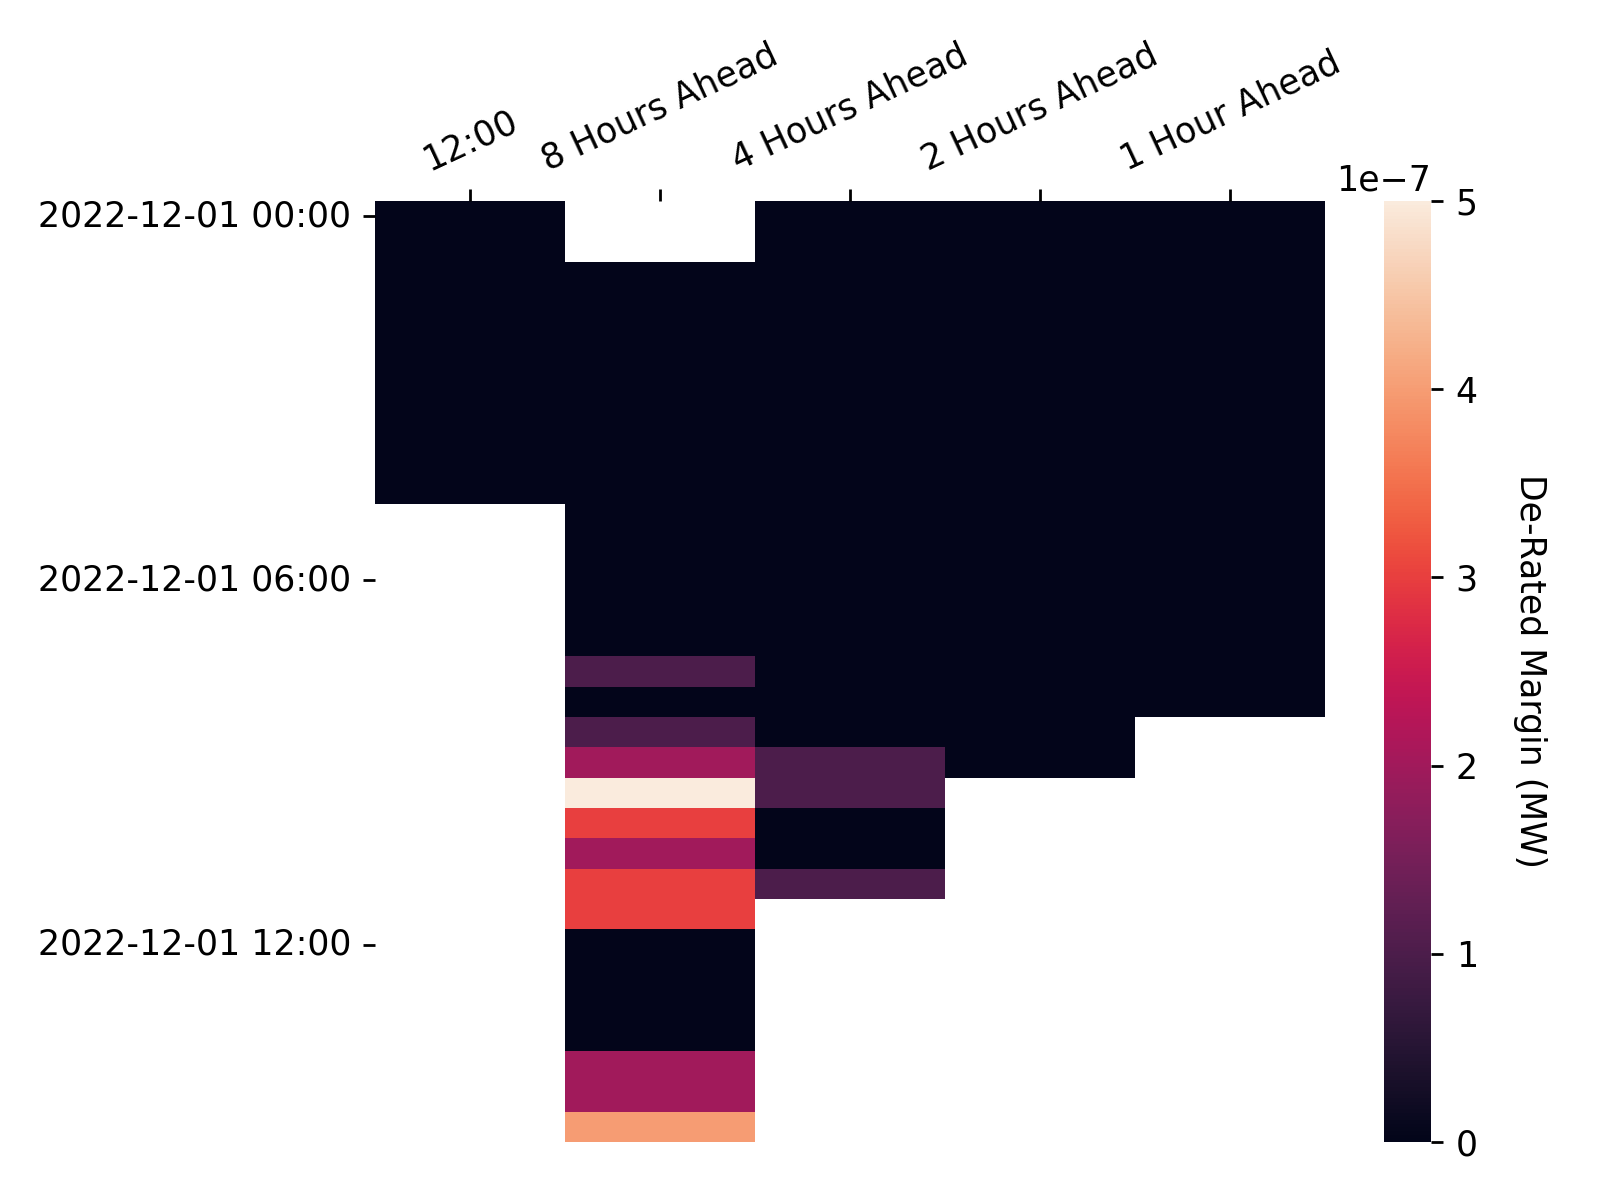 12:00
8 Hours Ahead
4 Hours Ahead
2 Hours Ahead
1 Hour Ahead
2022-12-01 00:00
2022-12-01 06:00
2022-12-01 12:00
1e−7
5
4
3
2
1
0
De-Rated Margin (MW)